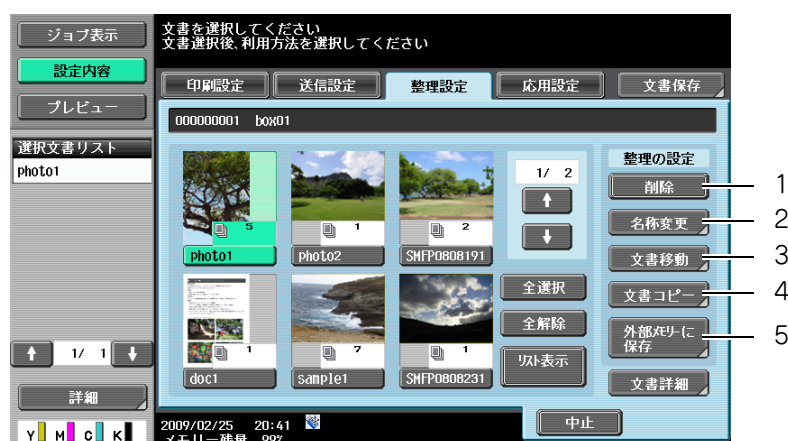 文書を選択してください
文書選択後、利用方法を選択してください
ジョブ表示
設定内容
プレビュー
印刷設定 送信設定 整理設定 応用設定 文書保存
000000001 box01
選択文書リスト
photo1
5
photo1
1
photo2
2
SMFP0808191
1/ 2
整理の設定
削除 1
名称変更 2
文書移動 3
文書コピー 4
外部メモリーに
保存 5
文書詳細
1
doc1
7
sample1
1
SMFP0808231
全選択
全解除
リスト表示
1/ 1
詳細
Y M C K
2009/02/25 20:41
メモリー残量 99%
中止